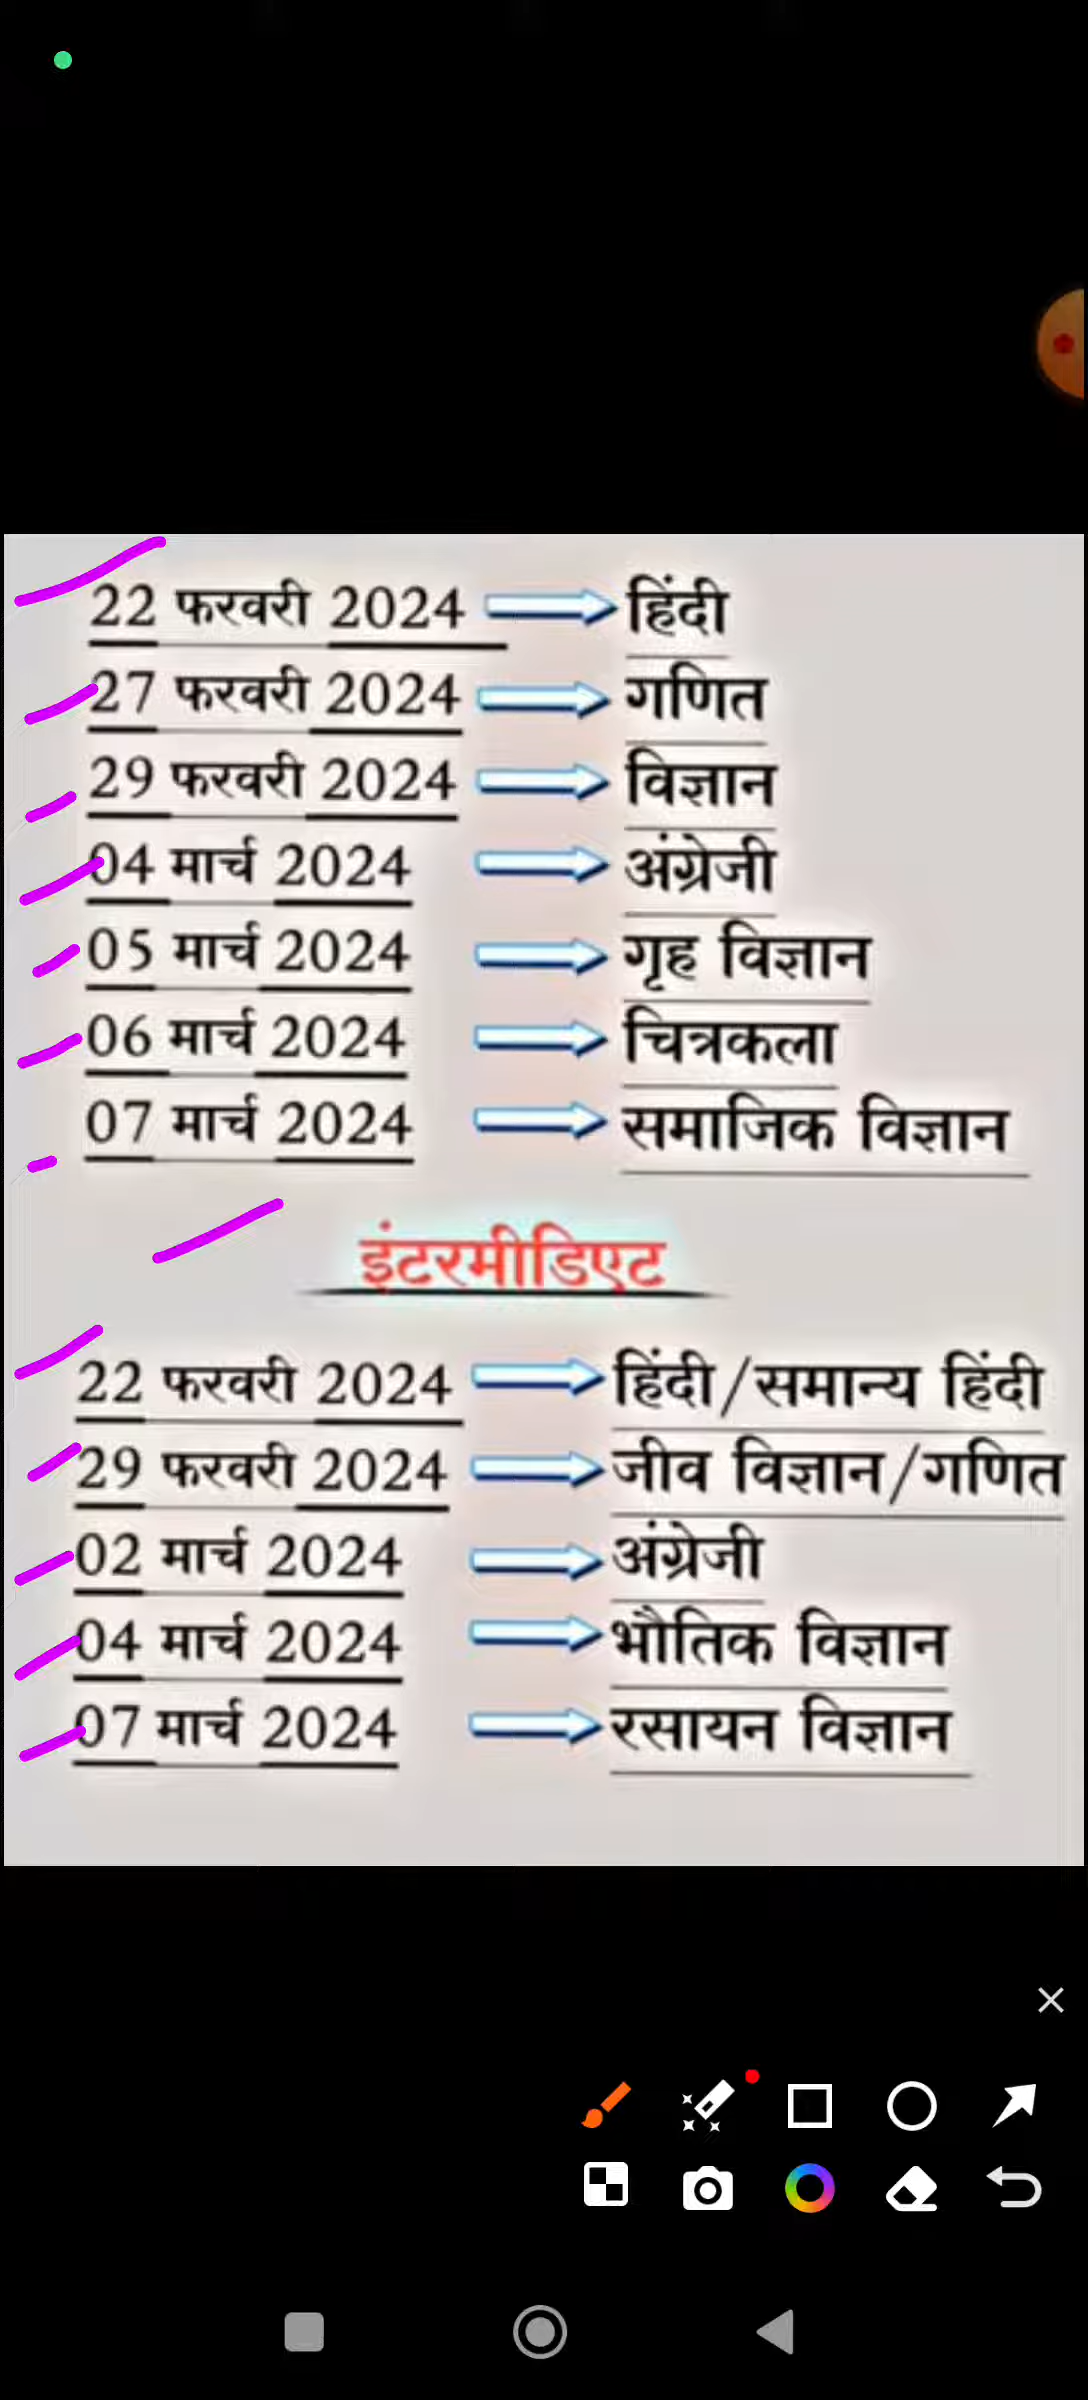 22 फरवरी 2024 हिंदी
27 फरवरी 2024 गणित
29 फरवरी 2024 विज्ञान
04 मार्च 2024 अंग्रेजी
05 मार्च 2024 गृह विज्ञान
06 मार्च 2024 चित्रकला
07 मार्च 2024 समाजिक विज्ञान
इंटरमीडिएट
22 फरवरी 2024 हिंदी/समान्य हिंदी
29 फरवरी 2024 जीव विज्ञान/गणित
02 मार्च 2024 अंग्रेजी
04 मार्च 2024 भौतिक विज्ञान
07 मार्च 2024 रसायन विज्ञान